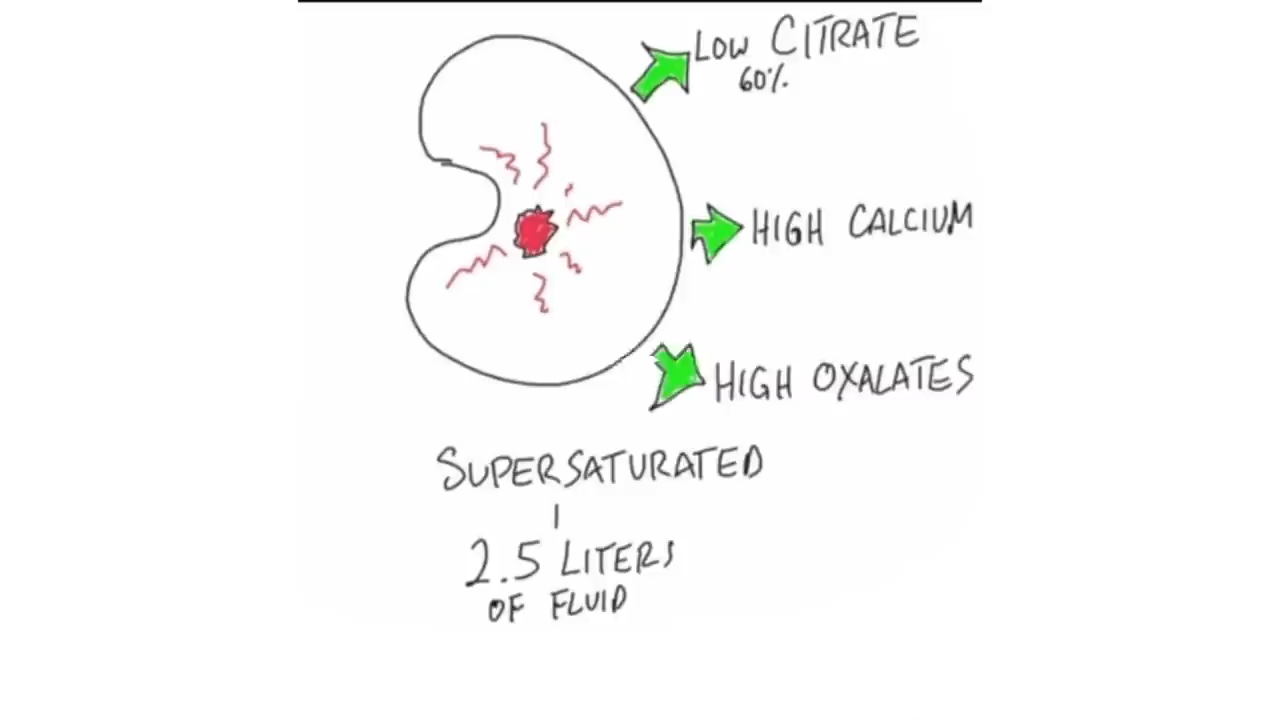 LOW CITRATE
60%
HIGH CALCIUM
HIGH OXALATES
SUPERSATURATED
2.5 LITERS
OF FLUID